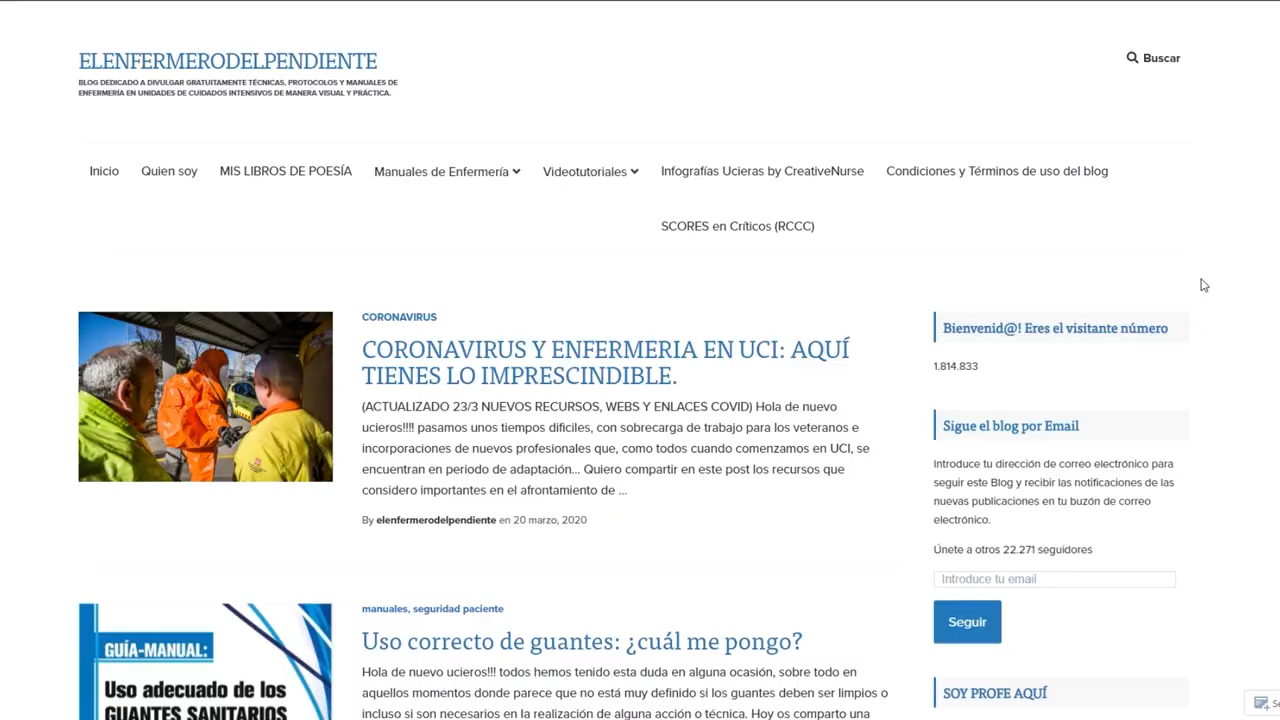 ELENFERMERODELPENDIENTE
BLOG DEDICADO A DIVULGAR GRATUITAMENTE TÉCNICAS, PROTOCOLOS Y MANUALES DE
ENFERMERÍA EN UNIDADES DE CUIDADOS INTENSIVOS DE MANERA VISUAL Y PRÁCTICA.
Buscar
Inicio
Quien soy
MIS LIBROS DE POESÍA
Manuales de Enfermería
Videotutoriales
Infografías Ucieras by CreativeNurse
Condiciones y Términos de uso del blog
SCORES en Críticos (RCCC)
CORONAVIRUS
CORONAVIRUS Y ENFERMERIA EN UCI: AQUÍ
TIENES LO IMPRESCINDIBLE.
(ACTUALIZADO 23/3 NUEVOS RECURSOS, WEBS Y ENLACES COVID) Hola de nuevo
ucieros!!!! pasamos unos tiempos dificiles, con sobrecarga de trabajo para los veteranos e
incorporaciones de nuevos profesionales que, como todos cuando comenzamos en UCI, se
encuentran en periodo de adaptación... Quiero compartir en este post los recursos que
considero importantes en el afrontamiento de ...
By elenfermerodelpendiente en 20 marzo, 2020
GUÍA-MANUAL:
Uso adecuado de los
GUANTES SANITARIOS
manuales, seguridad paciente
Uso correcto de guantes: ¿cuál me pongo?
Hola de nuevo ucieros!!! todos hemos tenido esta duda en alguna ocasión, sobre todo en
aquellos momentos donde parece que no está muy definido si los guantes deben ser limpios o
incluso si son necesarios en la realización de alguna acción o técnica. Hoy os comparto una
Bienvenid@! Eres el visitante número
1.814.833
Sigue el blog por Email
Introduce tu dirección de correo electrónico para
seguir este Blog y recibir las notificaciones de las
nuevas publicaciones en tu buzón de correo
electrónico.
Únete a otros 22.271 seguidores
Introduce tu email
Seguir
SOY PROFE AQUÍ